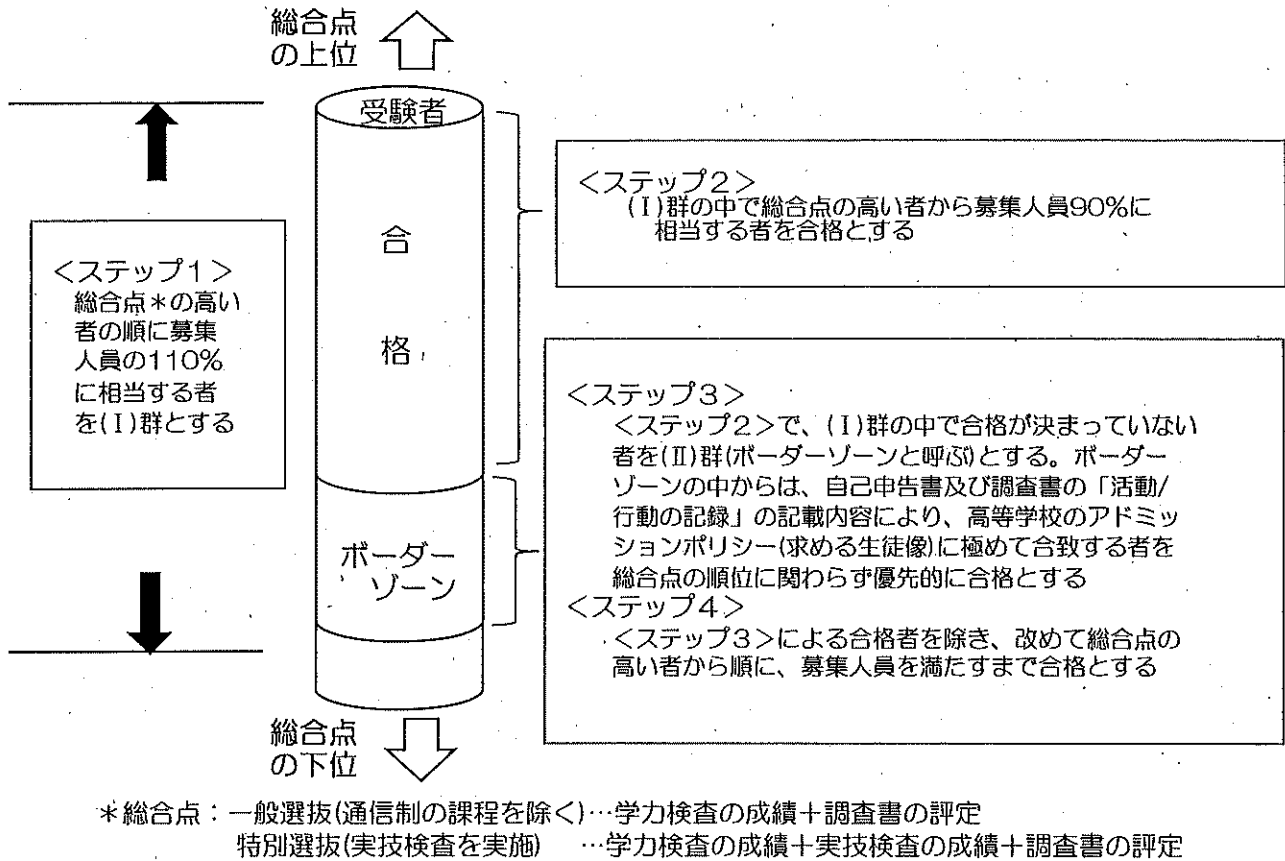 総合点
の上位
受験者
合
格
ボーダー
ゾーン
総合点
の下位
<ステップ1>
総合点*の高い
者の順に募集
人員の110%
に相当する者
を(Ⅰ)群とする
<ステップ2>
(Ⅰ)群の中で総合点の高い者から募集人員90%に
相当する者を合格とする
<ステップ3>
<ステップ2>で、(Ⅰ)群の中で合格が決まっていない
者を(Ⅱ)群(ボーダーゾーンと呼ぶ)とする。ボーダー
ゾーンの中からは、自己申告書及び調査書の「活動/
行動の記録」の記載内容により、高等学校のアドミッ
ションポリシー(求める生徒像)に極めて合致する者を
総合点の順位に関わらず優先的に合格とする
<ステップ4>
<ステップ3>による合格者を除き、改めて総合点の
高い者から順に、募集人員を満たすまで合格とする
*総合点:一般選抜(通信制の課程を除く)…学力検査の成績+調査書の評定
特別選抜(実技検査を実施) …学力検査の成績+実技検査の成績+調査書の評定